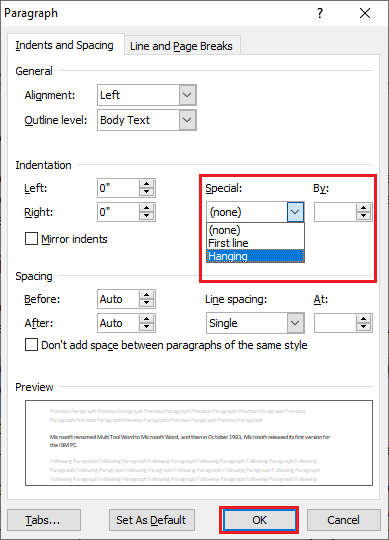 Paragraph
Indents and Spacing Line and Page Breaks
General
Alignment: Left
Outline level: Body Text
Indentation
Left: 0" Special: By:
Right: 0" (none)
(none)
Mirror indents First line
Hanging
Spacing
Before: Auto Line spacing: At:
After: Auto Single
Don't add space between paragraphs of the same style
Preview
Previous Paragraph Previous Paragraph Previous Paragraph Previous Paragraph Previous Paragraph
Previous Paragraph Previous Paragraph Previous Paragraph Previous Paragraph
Microsoft renamed Multi Tool Word to Microsoft Word, and then in October 1983, Microsoft released its first version for
the IBM PC.
Following Paragraph Following Paragraph Following Paragraph Following Paragraph Following
Paragraph Following Paragraph Following Paragraph Following Paragraph Following Paragraph
Following Paragraph Following Paragraph Following Paragraph Following Paragraph
Tabs... Set As Default OK Cancel